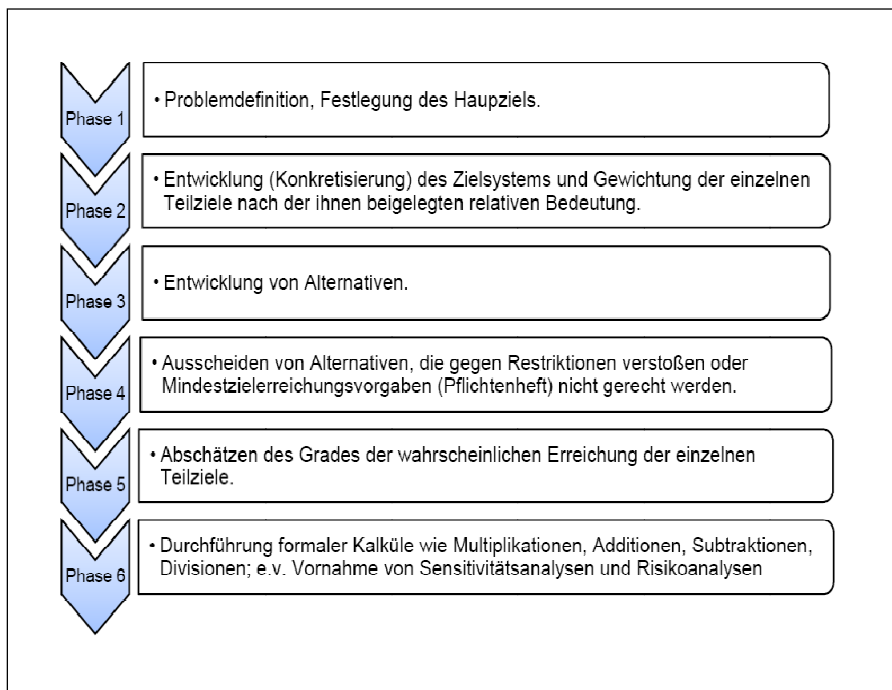 Phase 1
• Problemdefinition, Festlegung des Haupziels.
Phase 2
• Entwicklung (Konkretisierung) des Zielsystems und Gewichtung der einzelnen
Teilziele nach der ihnen beigelegten relativen Bedeutung.
Phase 3
• Entwicklung von Alternativen.
Phase 4
• Ausscheiden von Alternativen, die gegen Restriktionen verstoßen oder
Mindestzielerreichungsvorgaben (Pflichtenheft) nicht gerecht werden.
Phase 5
• Abschätzen des Grades der wahrscheinlichen Erreichung der einzelnen
Teilziele.
Phase 6
• Durchführung formaler Kalküle wie Multiplikationen, Additionen, Subtraktionen,
Divisionen; e.v. Vornahme von Sensitivitätsanalysen und Risikoanalysen